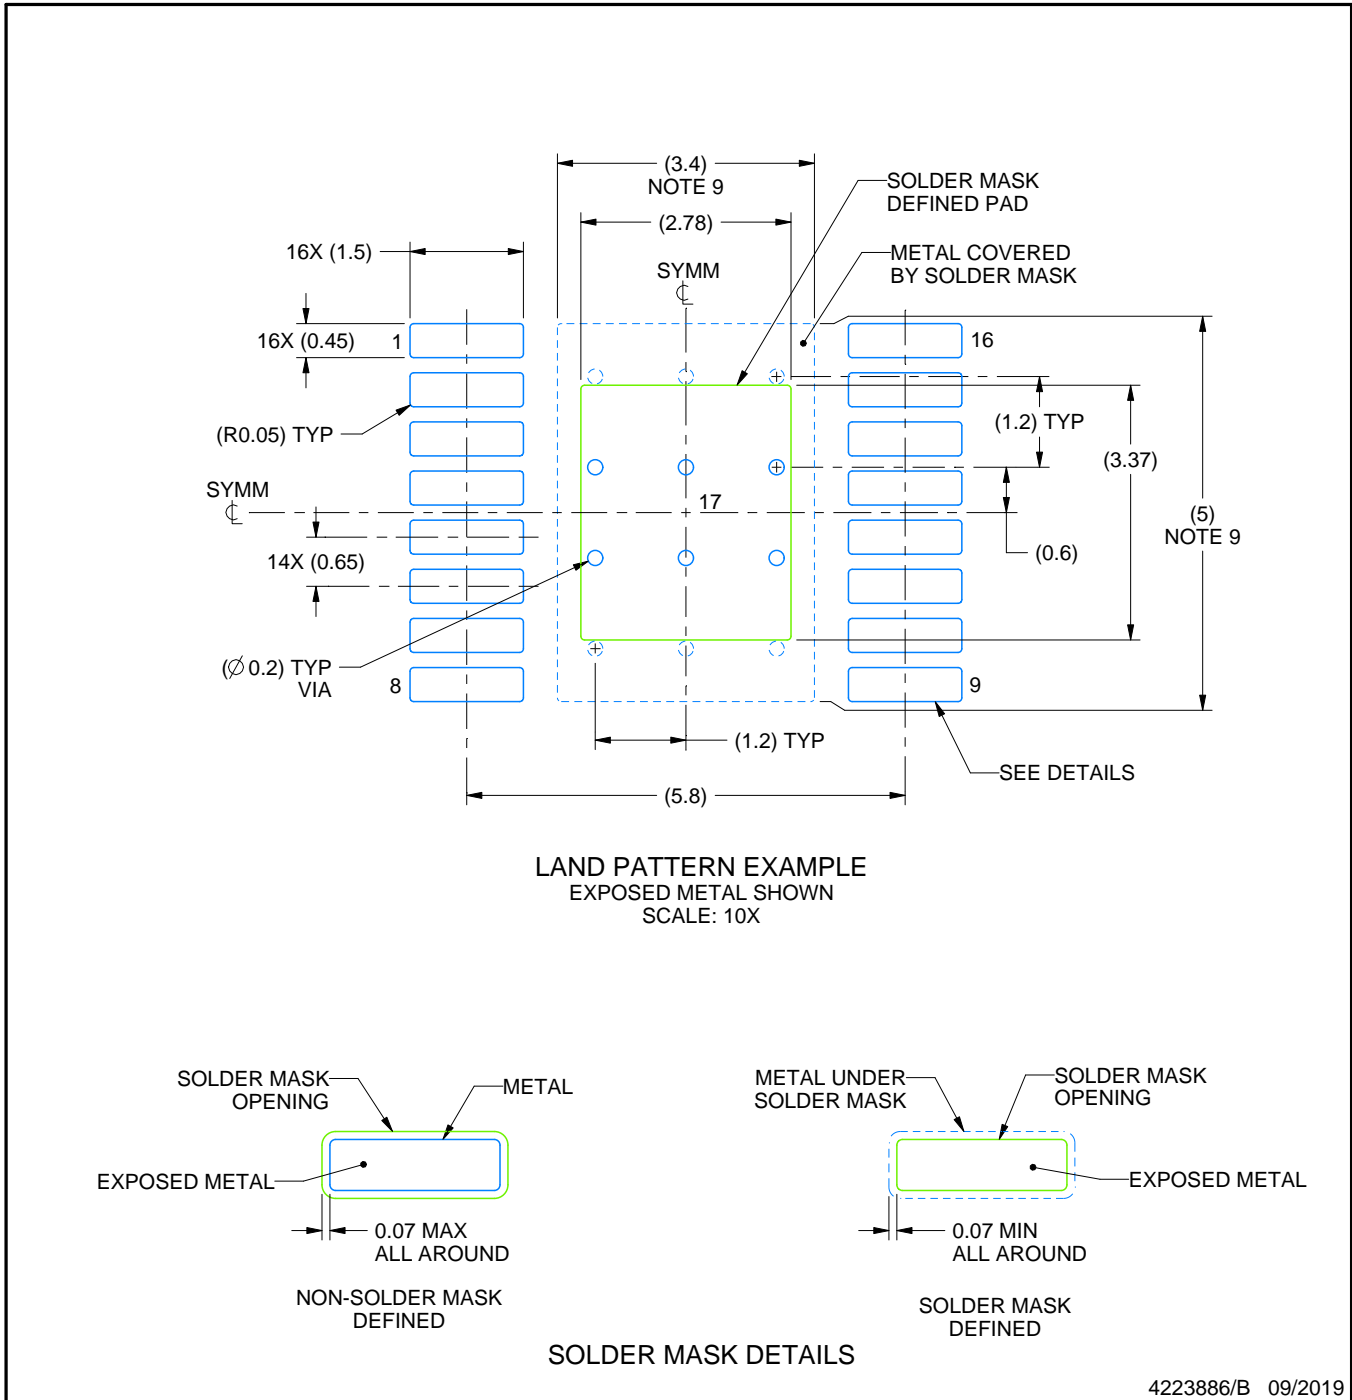 (3.4)
NOTE 9
SOLDER MASK
DEFINED PAD
(2.78)
16X (1.5)
METAL COVERED
BY SOLDER MASK
SYMM
℄
16X (0.45)
1
16
(1.2) TYP
(R0.05) TYP
(3.37)
SYMM
℄
17
(5)
NOTE 9
14X (0.65)
(0.6)
(∅0.2) TYP
VIA
8
9
(1.2) TYP
SEE DETAILS
(5.8)
LAND PATTERN EXAMPLE
EXPOSED METAL SHOWN
SCALE: 10X
SOLDER MASK
OPENING
METAL
EXPOSED METAL
0.07 MAX
ALL AROUND
NON-SOLDER MASK
DEFINED
METAL UNDER
SOLDER MASK
SOLDER MASK
OPENING
EXPOSED METAL
0.07 MIN
ALL AROUND
SOLDER MASK
DEFINED
SOLDER MASK DETAILS
4223886/B 09/2019